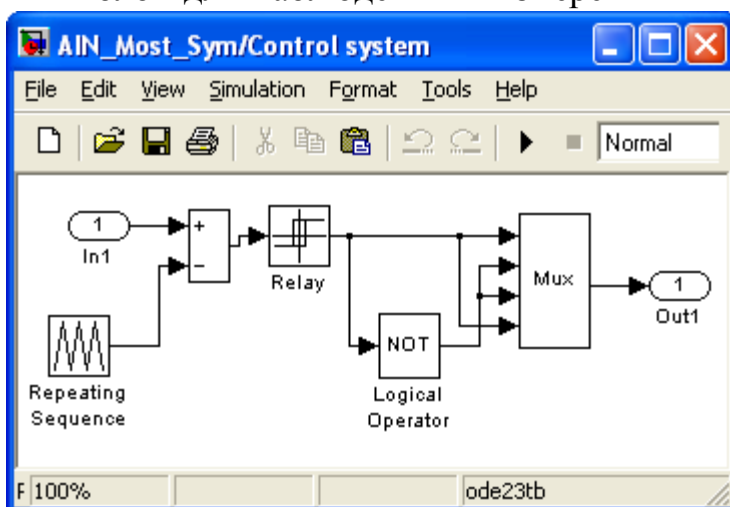 AIN_Most_Sym/Control system
File Edit View Simulation Format Tools Help
Normal
1
In1
+
−
Relay
Repeating
Sequence
NOT
Logical
Operator
Mux
1
Out1
F 100%
ode23tb